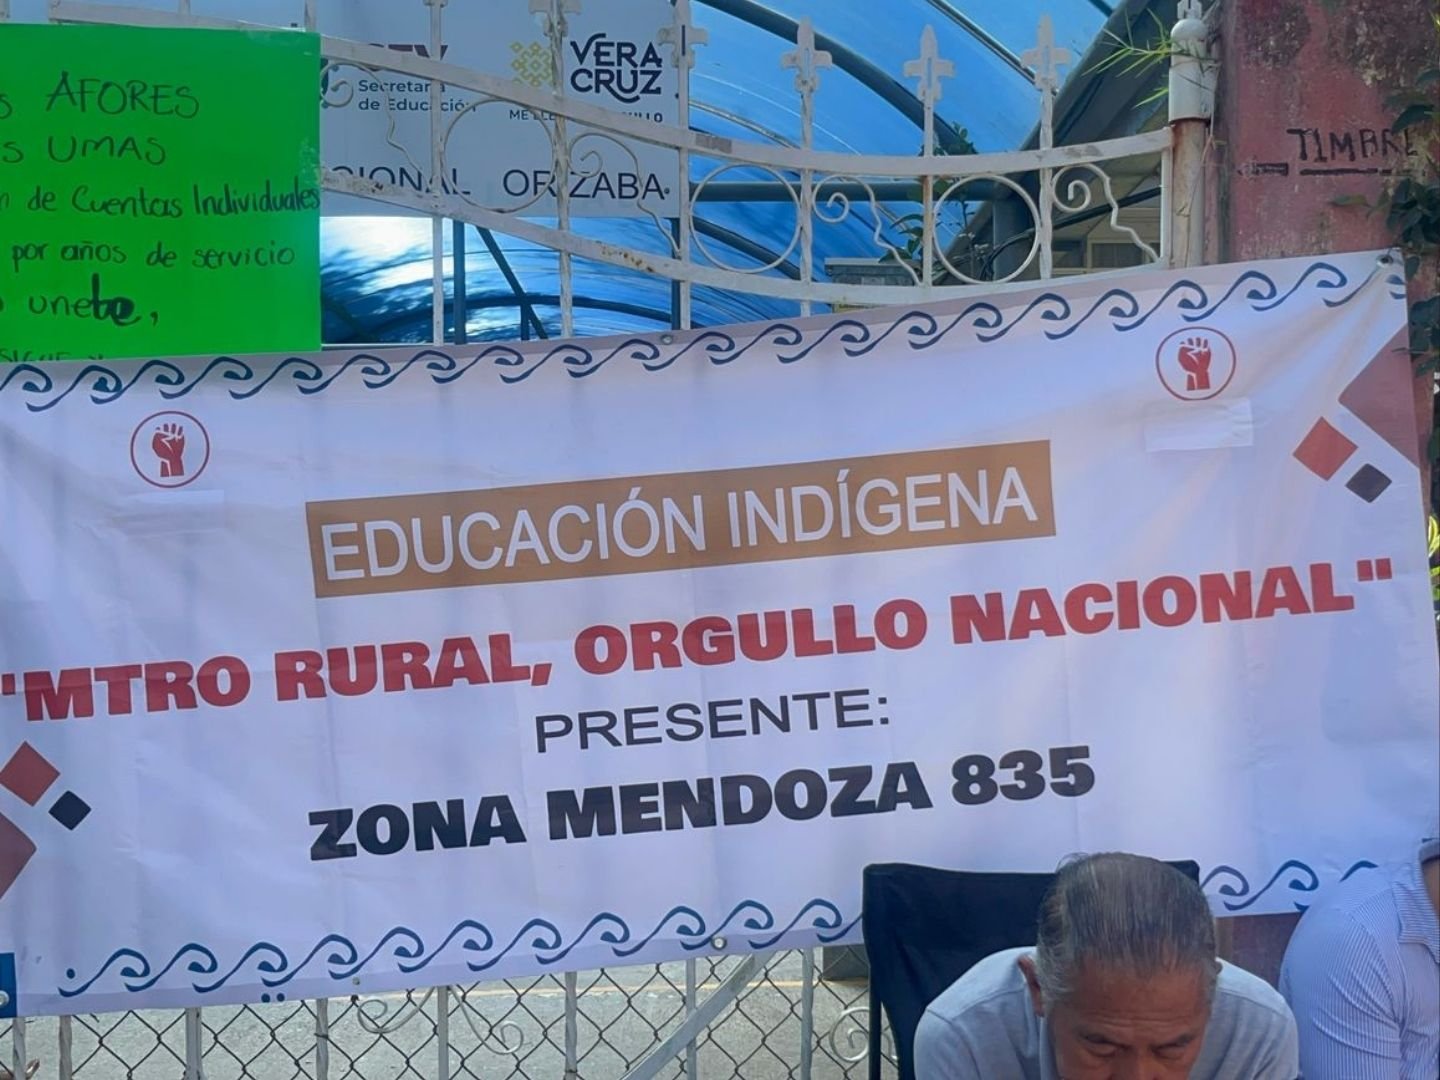 AFORES
S UMAS
de Cuentas Individuales
por años de servicio
unete,
Secretaría
de Educación
VERA
CRUZ
ORIZABA
TIMBRE
EDUCACIÓN INDÍGENA
"MTRO RURAL, ORGULLO NACIONAL"
PRESENTE:
ZONA MENDOZA 835